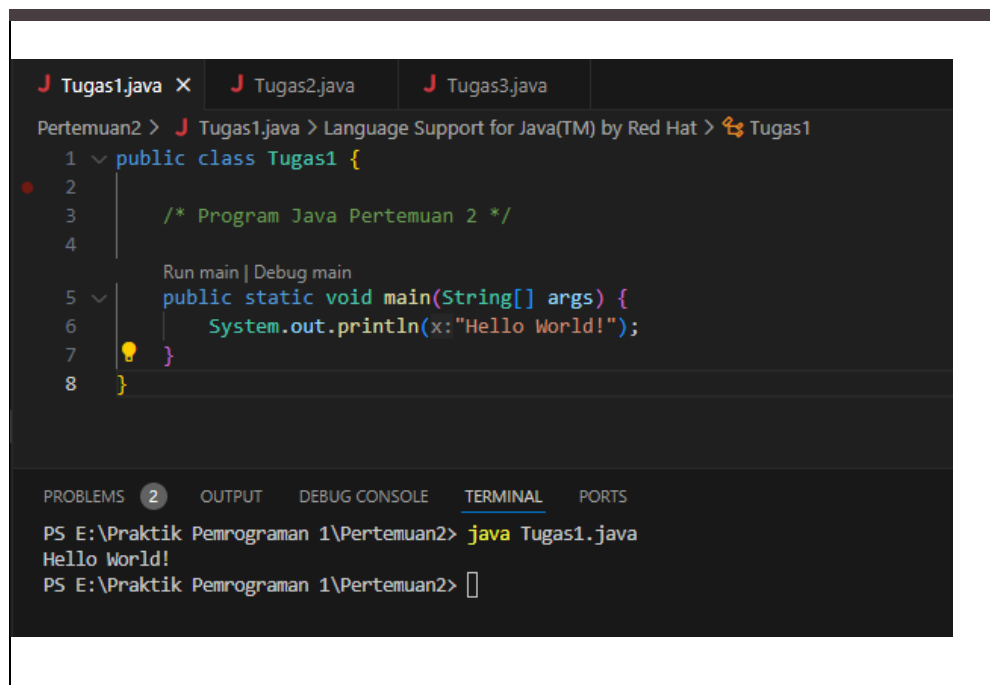 J Tugas1.java × J Tugas2.java J Tugas3.java
Pertemuan2 > J Tugas1.java > Language Support for Java(TM) by Red Hat > Tugas1
1 public class Tugas1 {
2
3 /* Program Java Pertemuan 2 */
4
Run main | Debug main
5 public static void main(String[] args) {
6 System.out.println(x:"Hello World!");
7 }
8 }
PROBLEMS 2 OUTPUT DEBUG CONSOLE TERMINAL PORTS
PS E:\Praktik Pemrograman 1\Pertemuan2> java Tugas1.java
Hello World!
PS E:\Praktik Pemrograman 1\Pertemuan2>